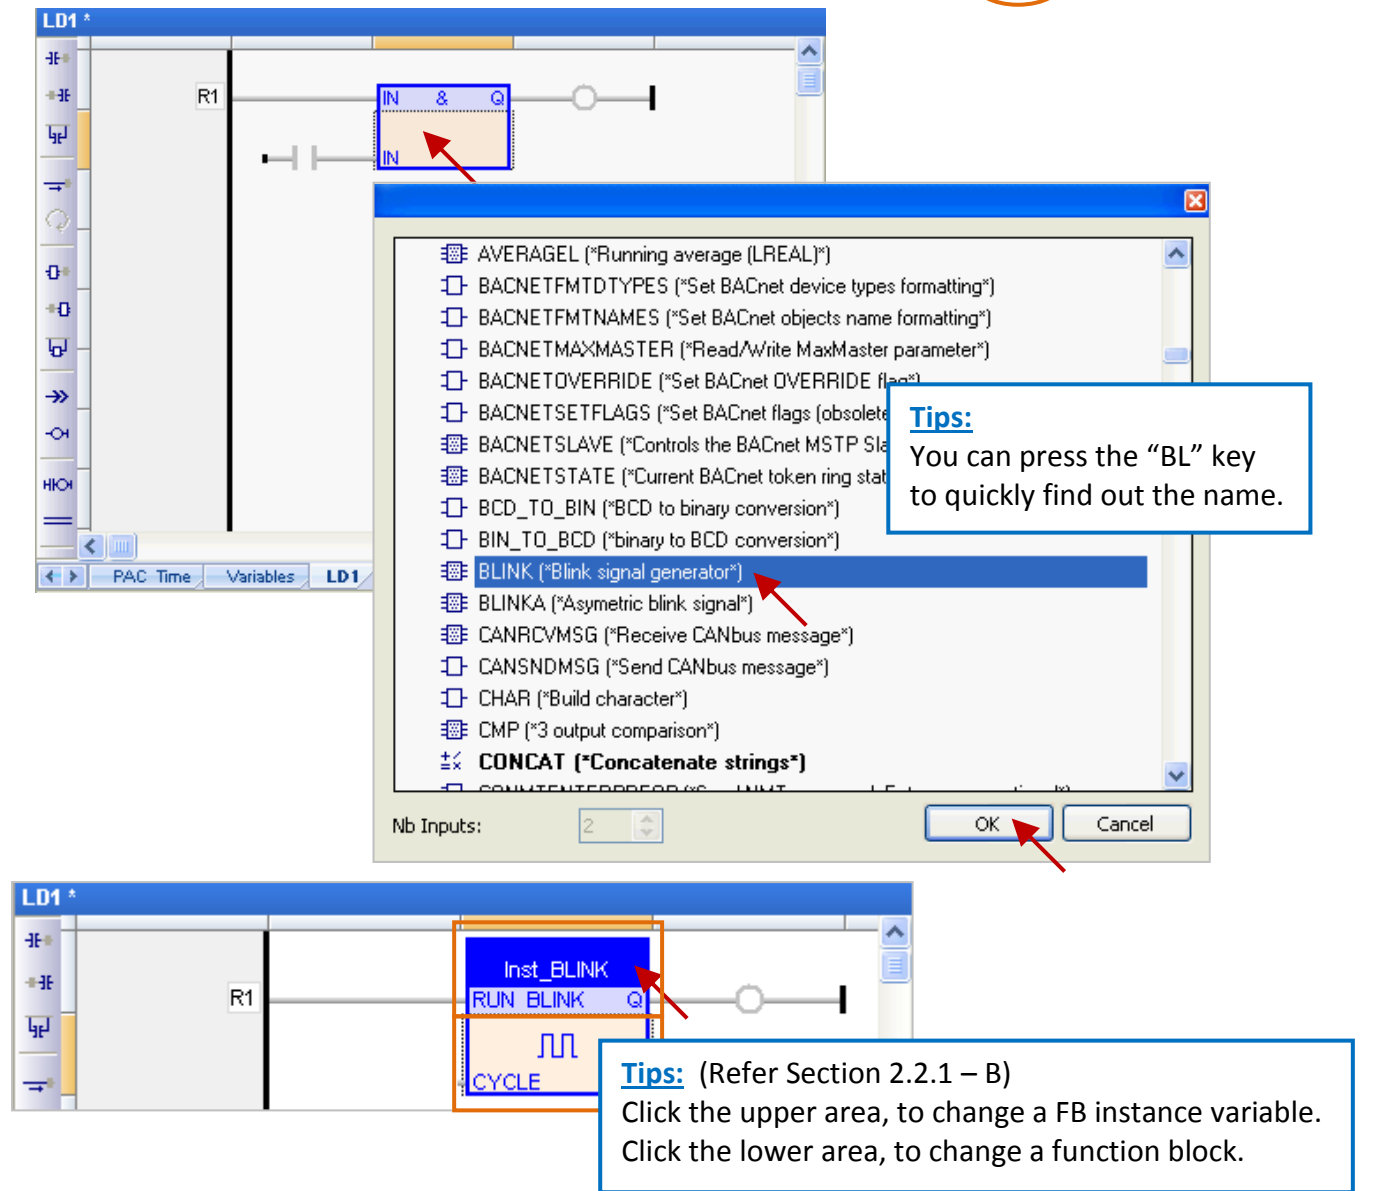 LD1 *
R1
IN & Q
IN
AVERAGEL (*Running average (LREAL)*)
BACNETFMTDTYPES (*Set BACnet device types formatting*)
BACNETFMTNAMES (*Set BACnet objects name formatting*)
BACNETMAXMASTER (*Read/Write MaxMaster parameter*)
BACNETOVERRIDE (*Set BACnet OVERRIDE flag*)
BACNETSETFLAGS (*Set BACnet flags (obsolete
BACNETSLAVE (*Controls the BACnet MSTP Sla
BACNETSTATE (*Current BACnet token ring stat
BCD_TO_BIN (*BCD to binary conversion*)
BIN_TO_BCD (*binary to BCD conversion*)
BLINK (*Blink signal generator*)
BLINKA (*Asymetric blink signal*)
CANRCVMSG (*Receive CANbus message*)
CANSNDMSG (*Send CANbus message*)
CHAR (*Build character*)
CMP (*3 output comparison*)
CONCAT (*Concatenate strings*)
Tips:
You can press the “BL” key
to quickly find out the name.
PAC Time Variables LD1
Nb Inputs: 2 OK Cancel
LD1 *
Inst_BLINK
R1
RUN BLINK Q
CYCLE
Tips: (Refer Section 2.2.1 – B)
Click the upper area, to change a FB instance variable.
Click the lower area, to change a function block.